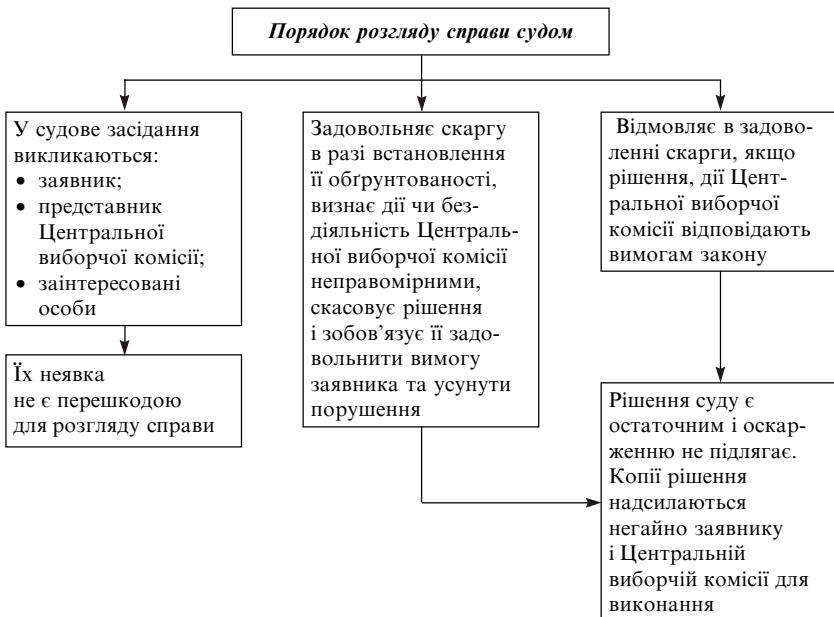 Порядок розгляду справи судом
У судове засідання
викликаються:
• заявник;
• представник
Центральної
виборчої комісії;
• заінтересовані
особи
Їх неявка
не є перешкодою
для розгляду справи
Задовольняє скаргу
в разі встановлення
її обґрунтованості,
визнає дії чи без-
діяльність Централь-
ної виборчої комісії
неправомірними,
скасовує рішення
і зобов’язує її задо-
вольнити вимогу
заявника та усунути
порушення
Відмовляє в задово-
ленні скарги, якщо
рішення, дії Цент-
ральної виборчої
комісії відповідають
вимогам закону
Рішення суду є
остаточним і оскар-
женню не підлягає.
Копії рішення
надсилаються
негайно заявнику
і Центральній
виборчій комісії для
виконання